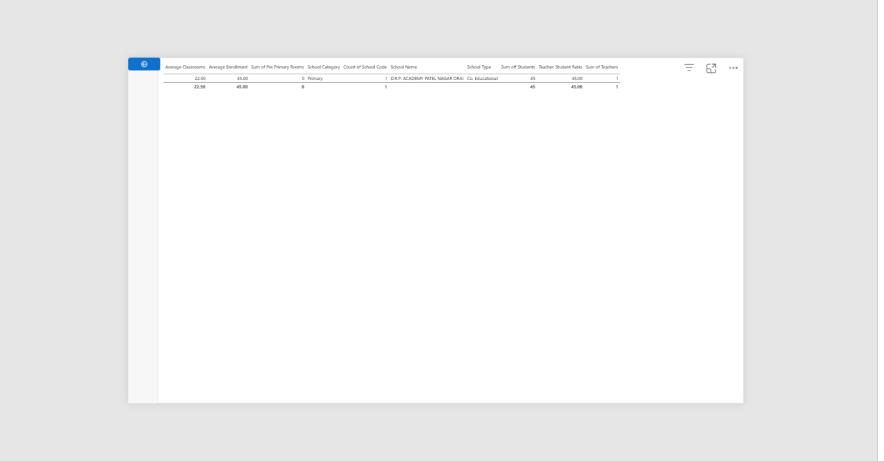 Average Classrooms Average Enrollment Sum of Pre Primary Rooms School Category Count of School Code School Name School Type Sum off Students Teacher Student Ratio Sum of Teachers
22.50 45.00 0 Primary 1 D.R.P. ACADEMY PATEL NAGAR ORAI Co. Educational 45 45.00 1
22.50 45.00 0 1 45 45.00 1